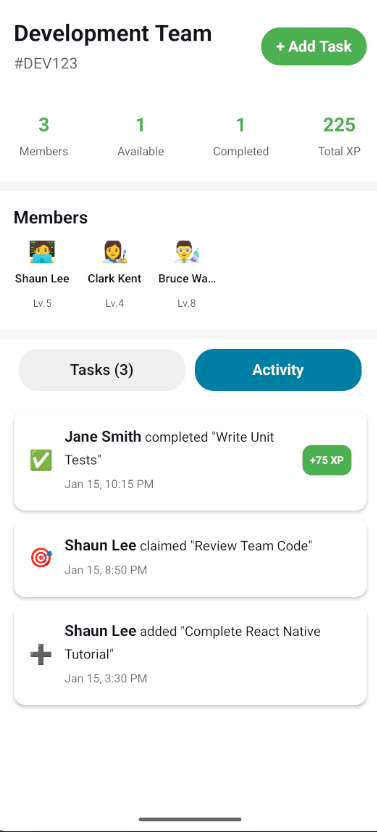 Development Team
#DEV123
+ Add Task
3 1 1 225
Members Available Completed Total XP
Members
Shaun Lee Clark Kent Bruce Wa...
Lv.5 Lv.4 Lv.8
Tasks (3) Activity
Jane Smith completed "Write Unit
Tests"
+75 XP
Jan 15, 10:15 PM
Shaun Lee claimed "Review Team Code"
Jan 15, 8:50 PM
Shaun Lee added "Complete React Native
Tutorial"
Jan 15, 3:30 PM